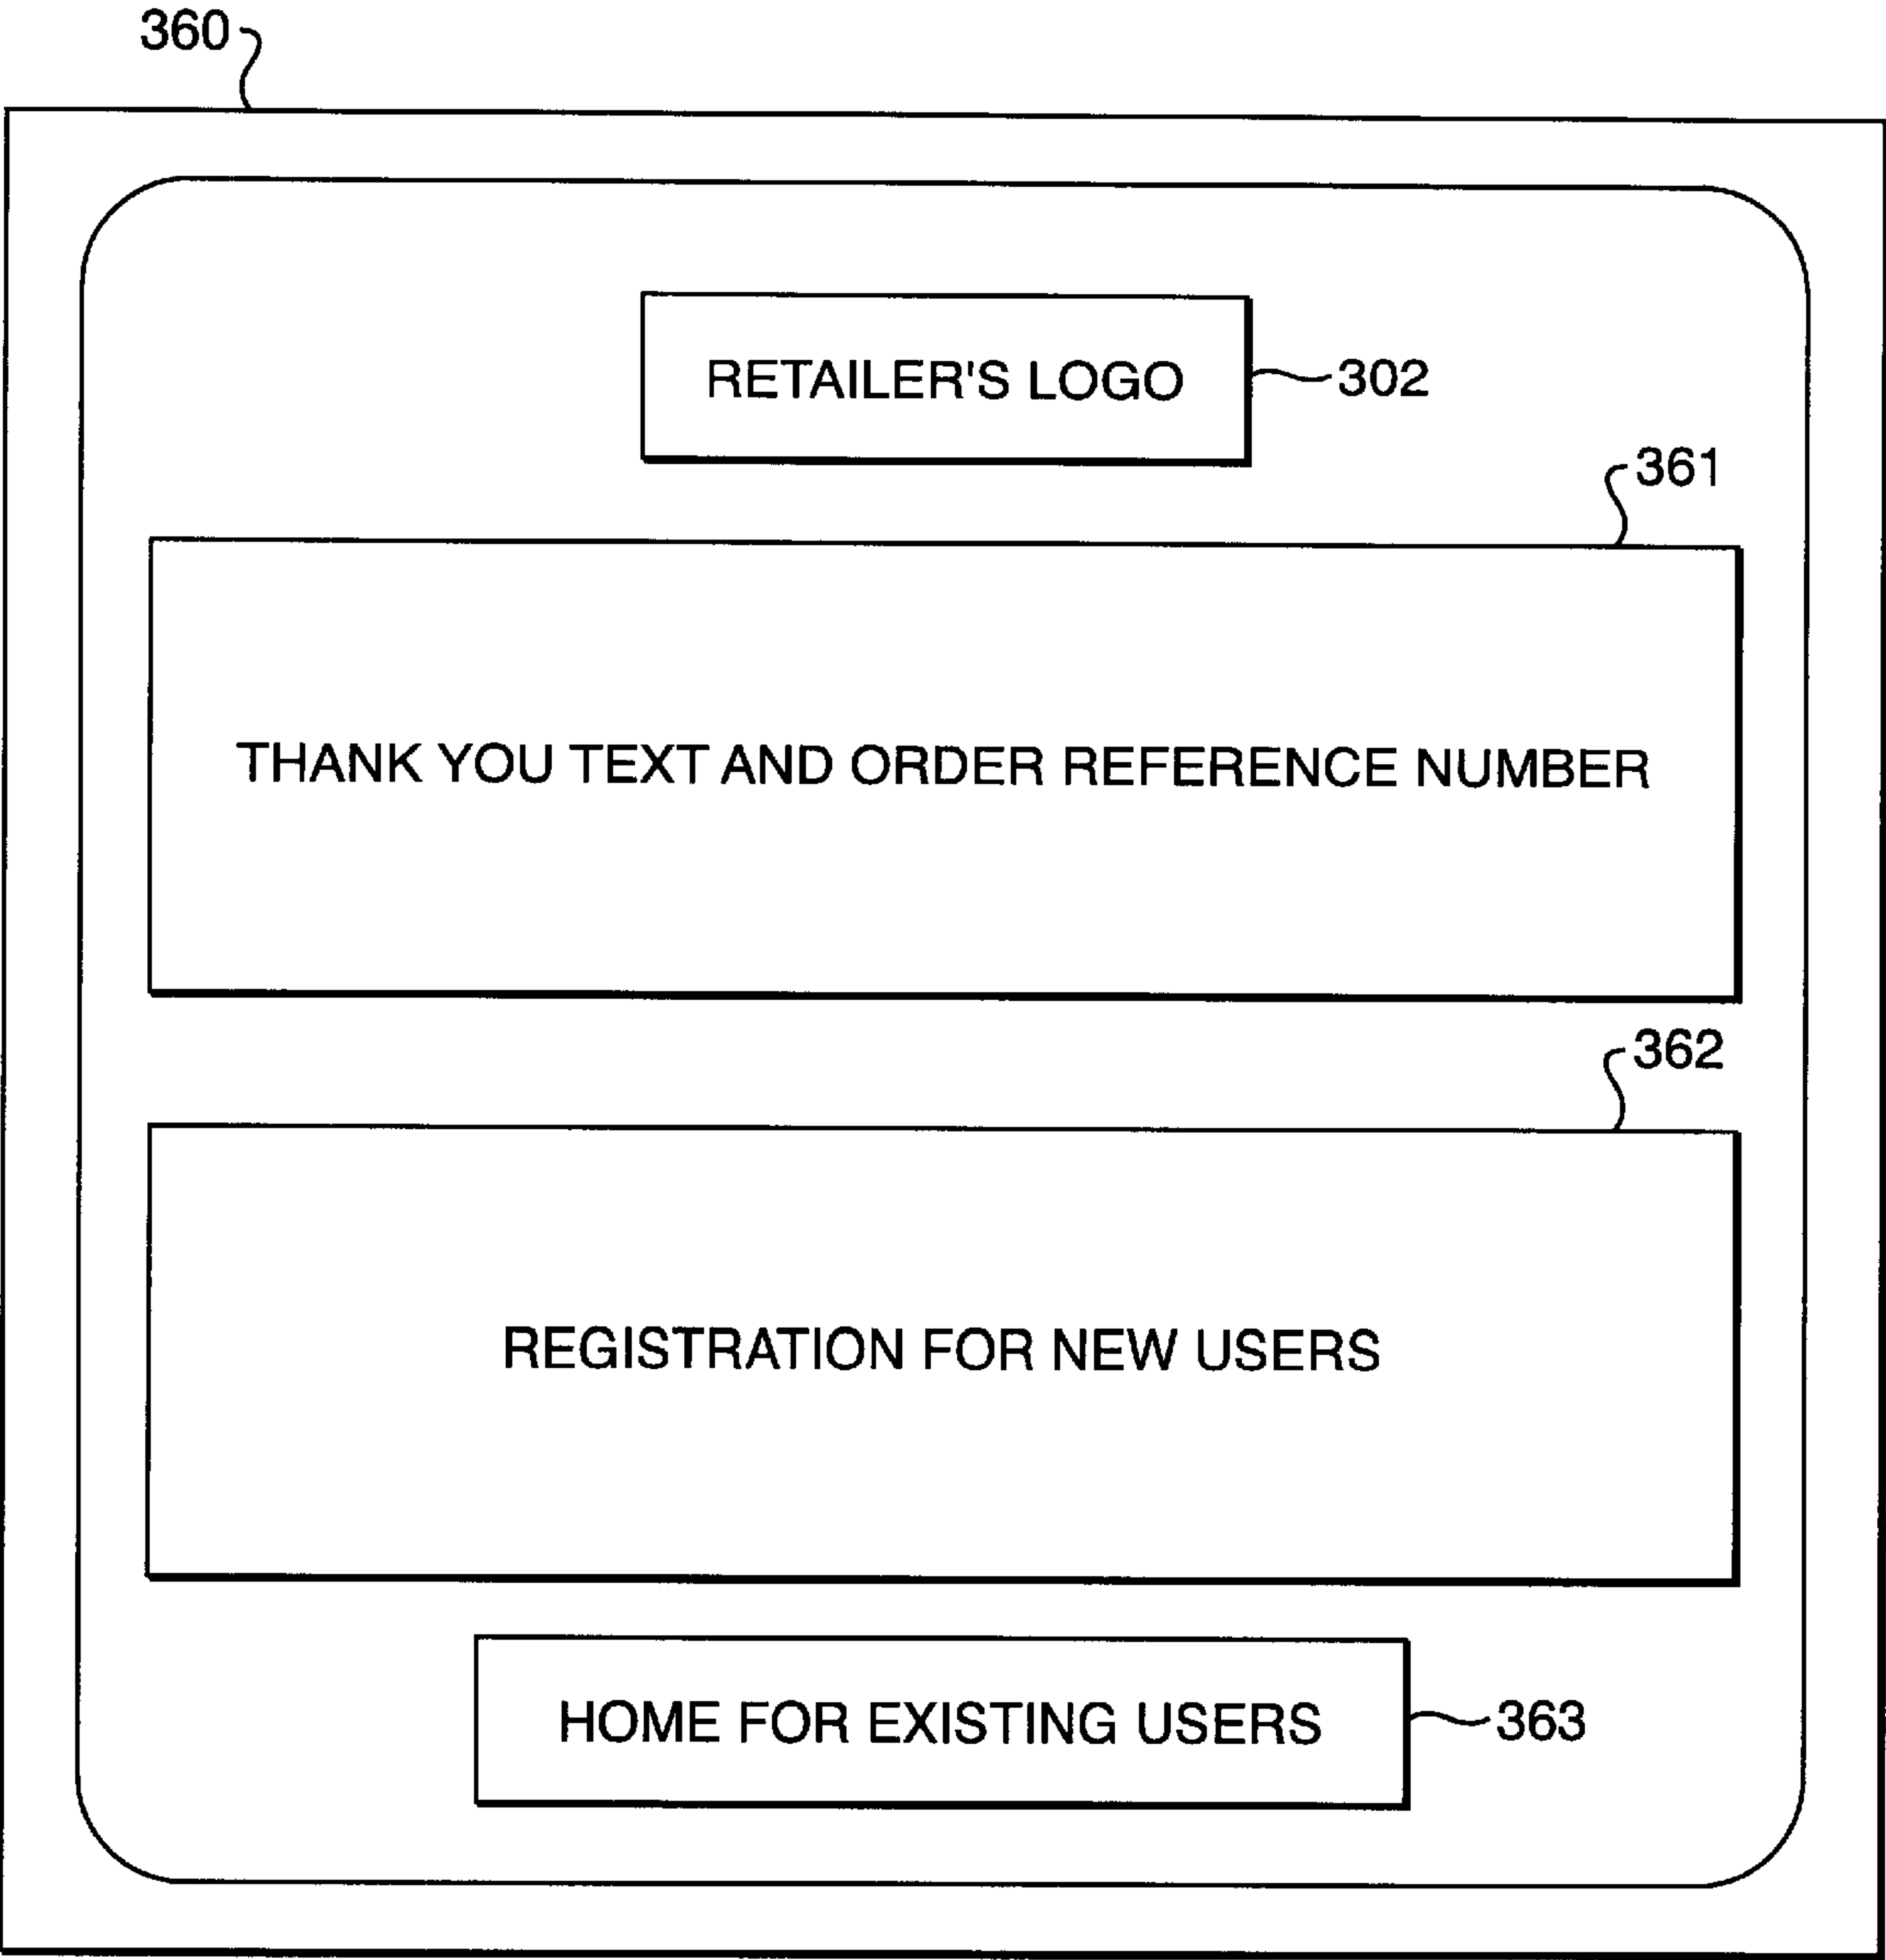 360
RETAILER'S LOGO 302
361
THANK YOU TEXT AND ORDER REFERENCE NUMBER
362
REGISTRATION FOR NEW USERS
HOME FOR EXISTING USERS 363